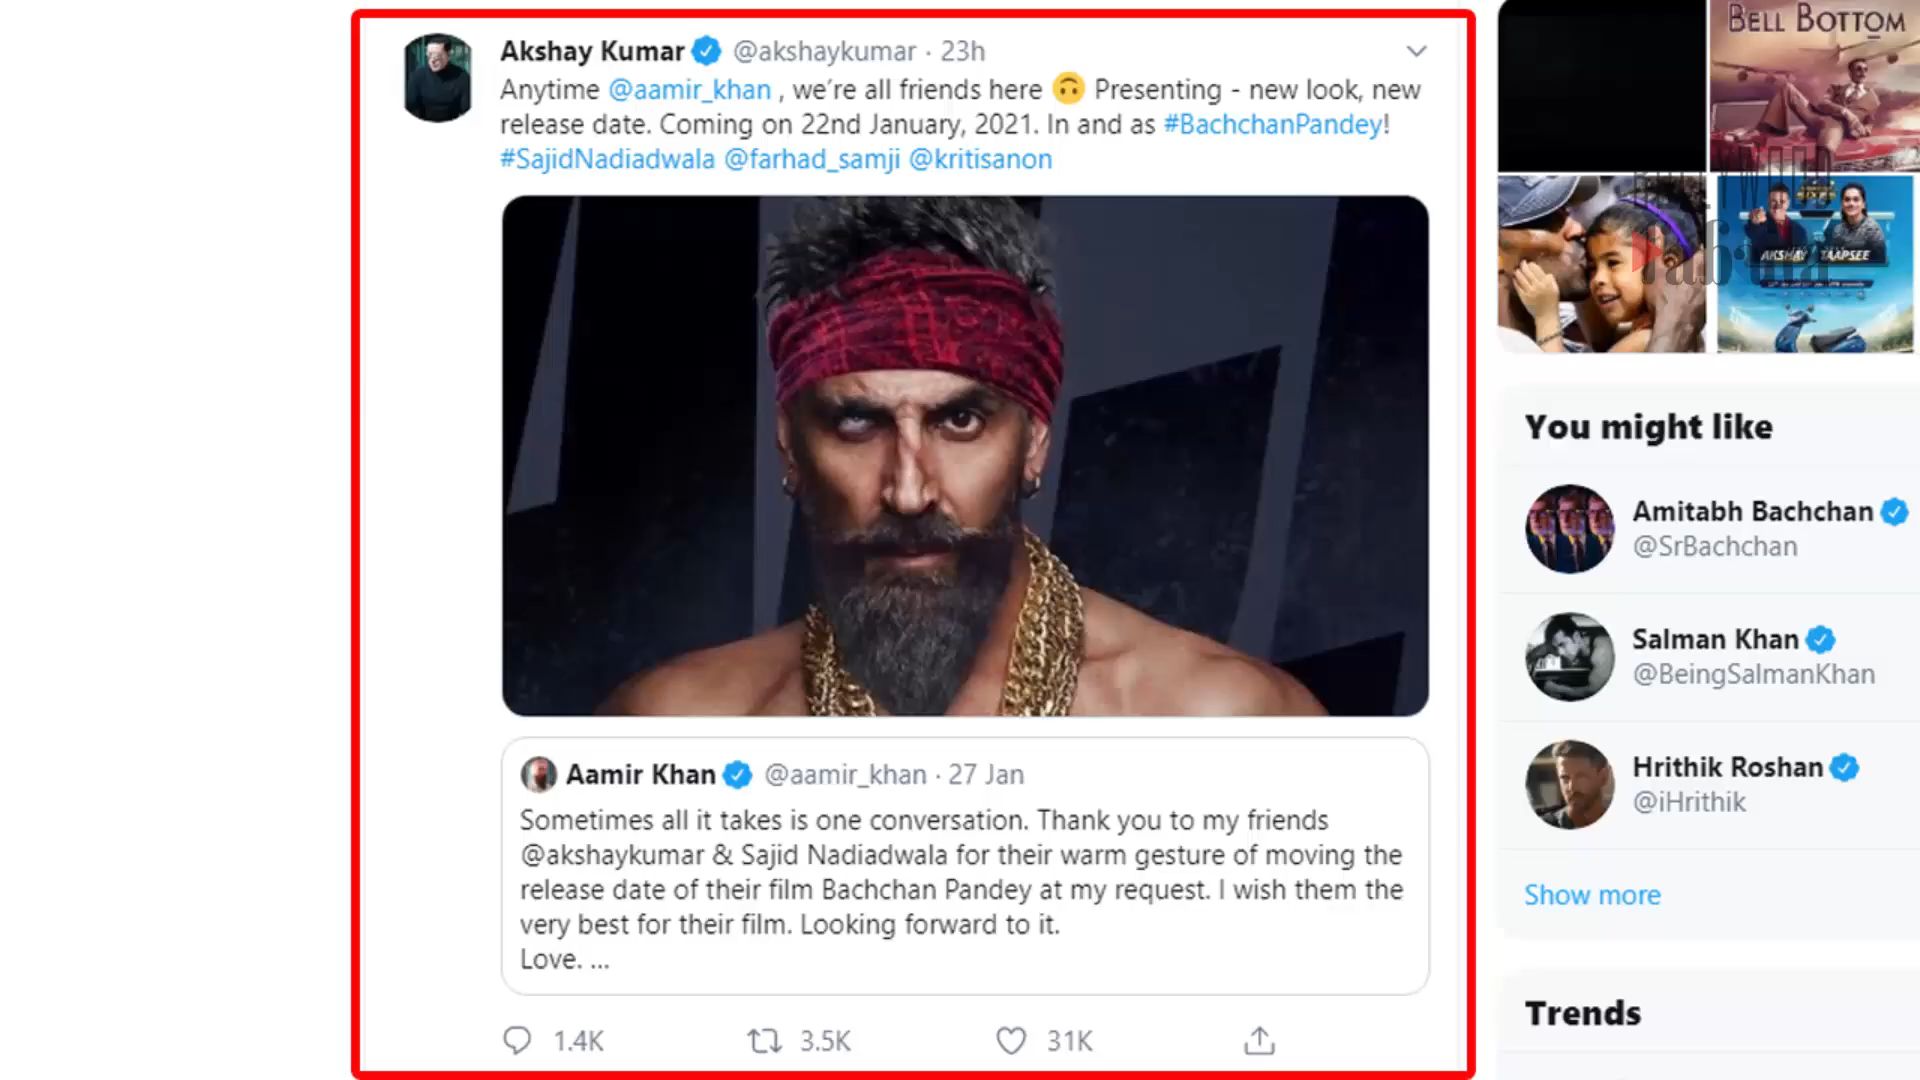 Akshay Kumar @akshaykumar · 23h
Anytime @aamir_khan , we're all friends here 🙃 Presenting - new look, new
release date. Coming on 22nd January, 2021. In and as #BachchanPandey!
#SajidNadiadwala @farhad_samji @kritisanon
Aamir Khan @aamir_khan · 27 Jan
Sometimes all it takes is one conversation. Thank you to my friends
@akshaykumar & Sajid Nadiadwala for their warm gesture of moving the
release date of their film Bachchan Pandey at my request. I wish them the
very best for their film. Looking forward to it.
Love. ...
1.4K 3.5K 31K
BELL BOTTOM
AKSHAY TAAPSEE
You might like
Amitabh Bachchan
@SrBachchan
Salman Khan
@BeingSalmanKhan
Hrithik Roshan
@iHrithik
Show more
Trends